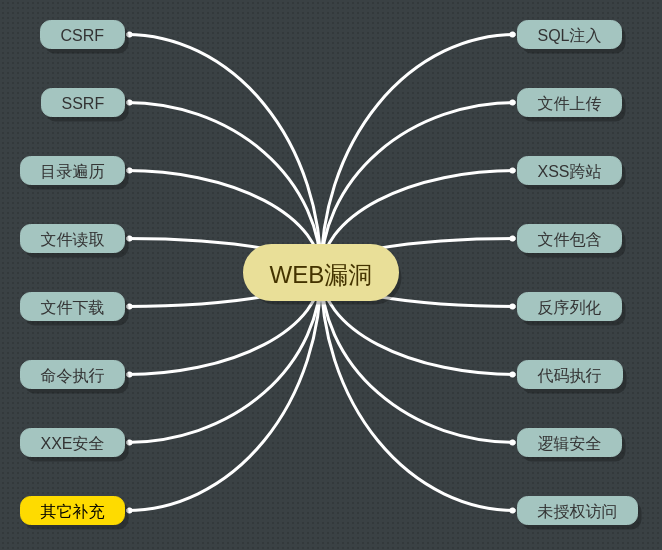 CSRF
SSRF
目录遍历
文件读取
文件下载
命令执行
XXE安全
其它补充
WEB漏洞
SQL注入
文件上传
XSS跨站
文件包含
反序列化
代码执行
逻辑安全
未授权访问